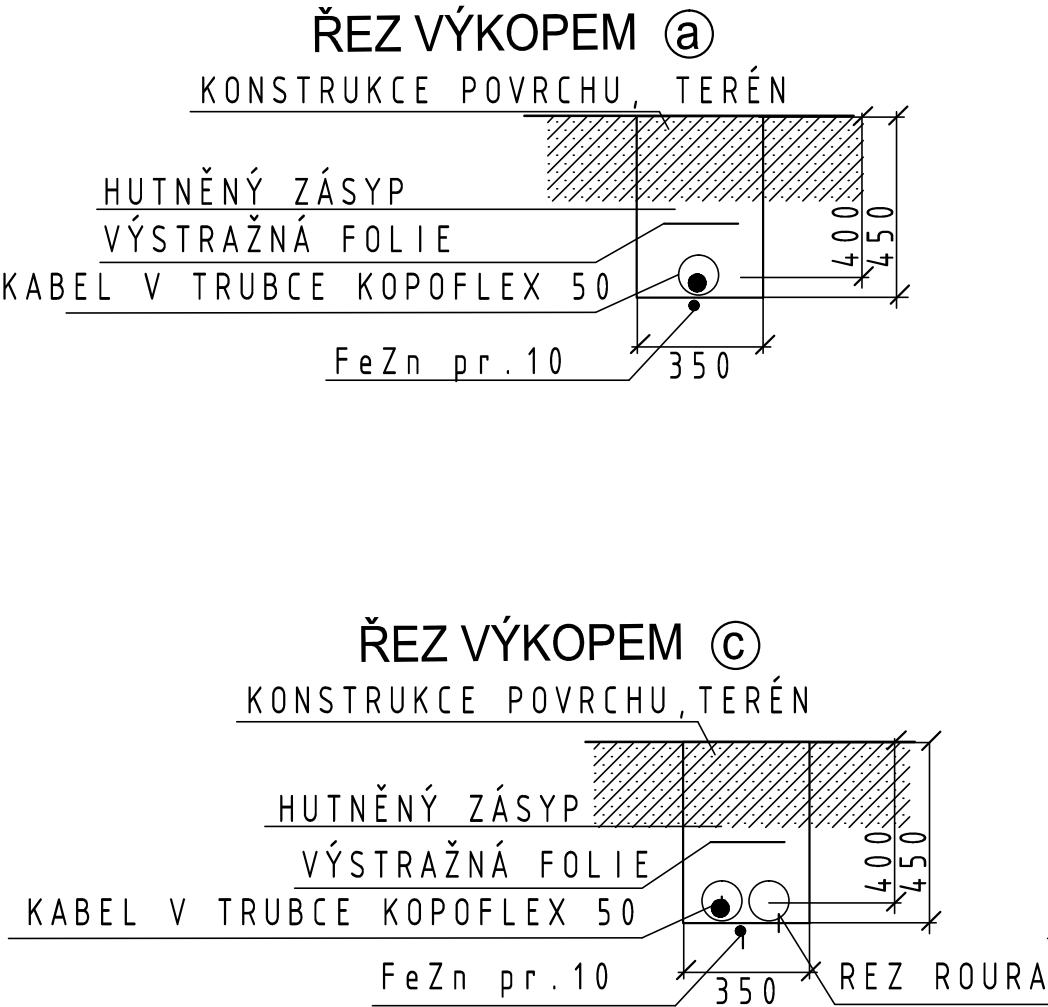 ŘEZ VÝKOPEM a
KONSTRUKCE POVRCHU, TERÉN
HUTNĚNÝ ZÁSYP
VÝSTRAŽNÁ FOLIE
KABEL V TRUBCE KOPOFLEX 50
FeZn pr.10
350
400
450
ŘEZ VÝKOPEM c
KONSTRUKCE POVRCHU,TERÉN
HUTNĚNÝ ZÁSYP
VÝSTRAŽNÁ FOLIE
KABEL V TRUBCE KOPOFLEX 50
FeZn pr.10
350
400
450
REZ ROURA